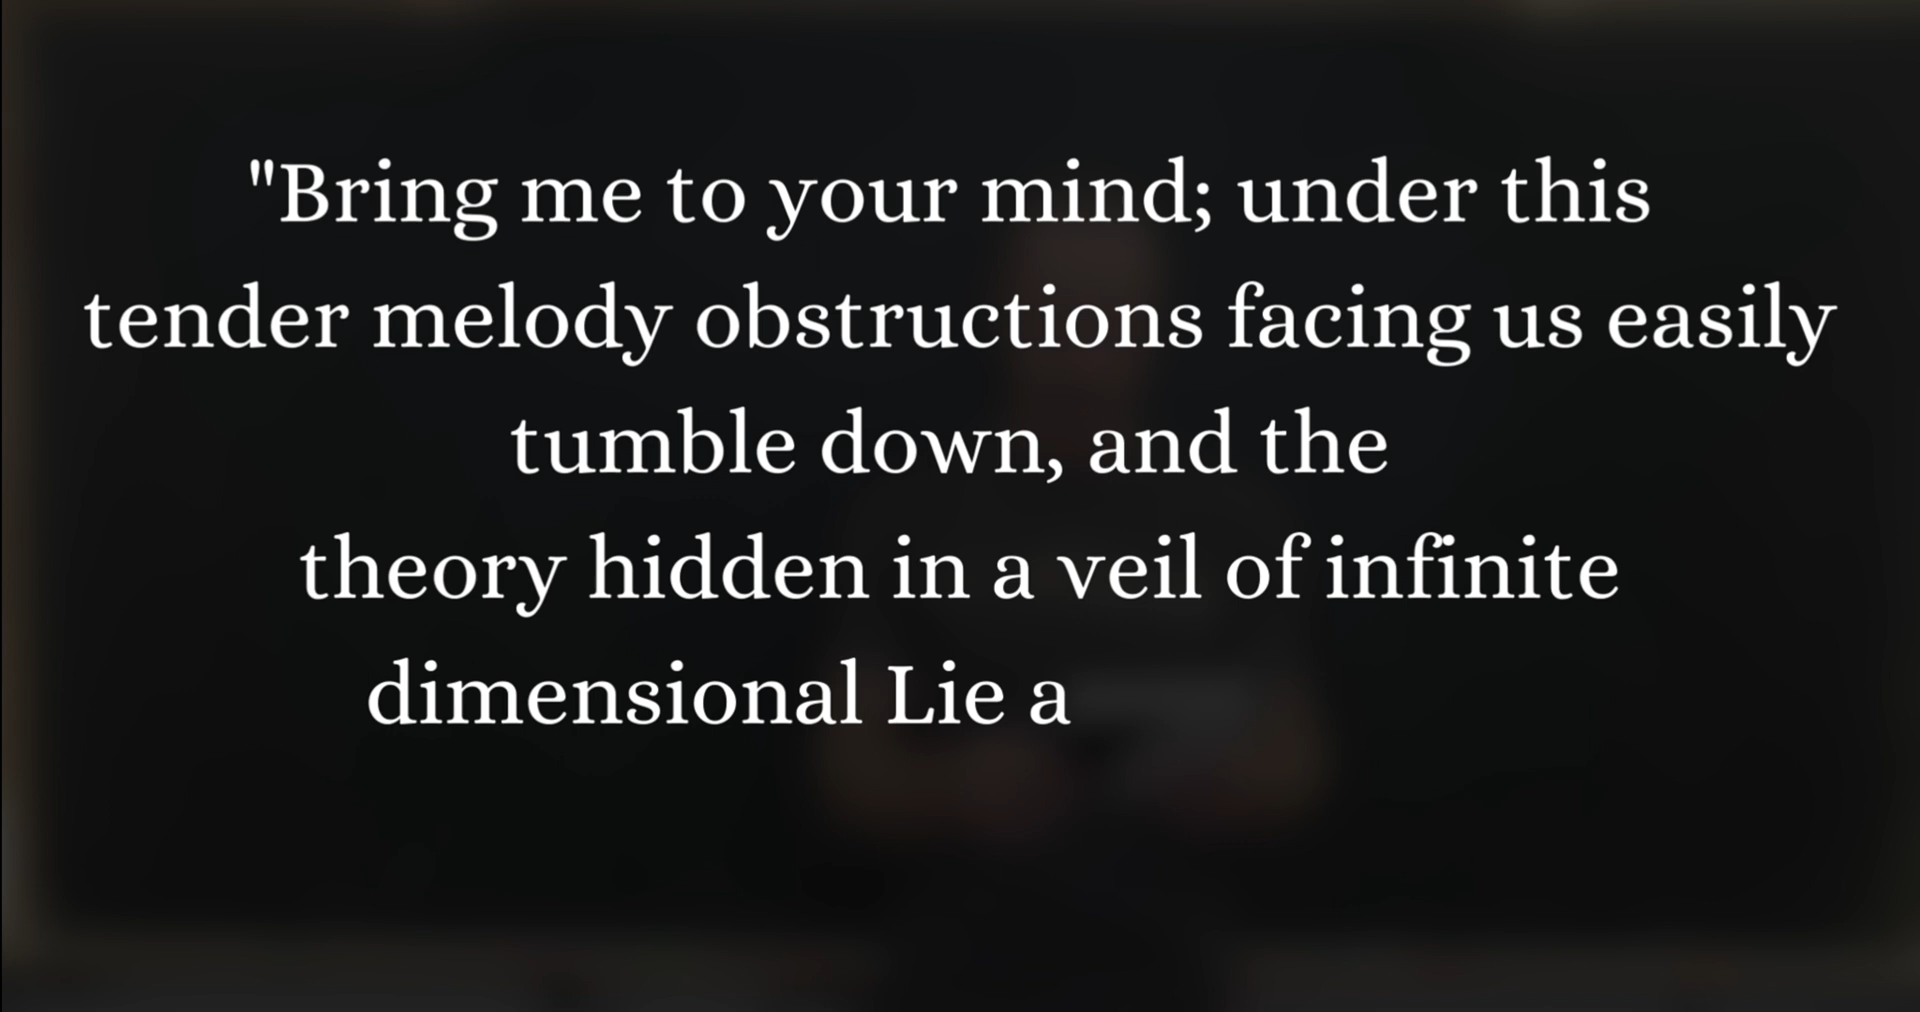 "Bring me to your mind; under this
tender melody obstructions facing us easily
tumble down, and the
theory hidden in a veil of infinite
dimensional Lie a